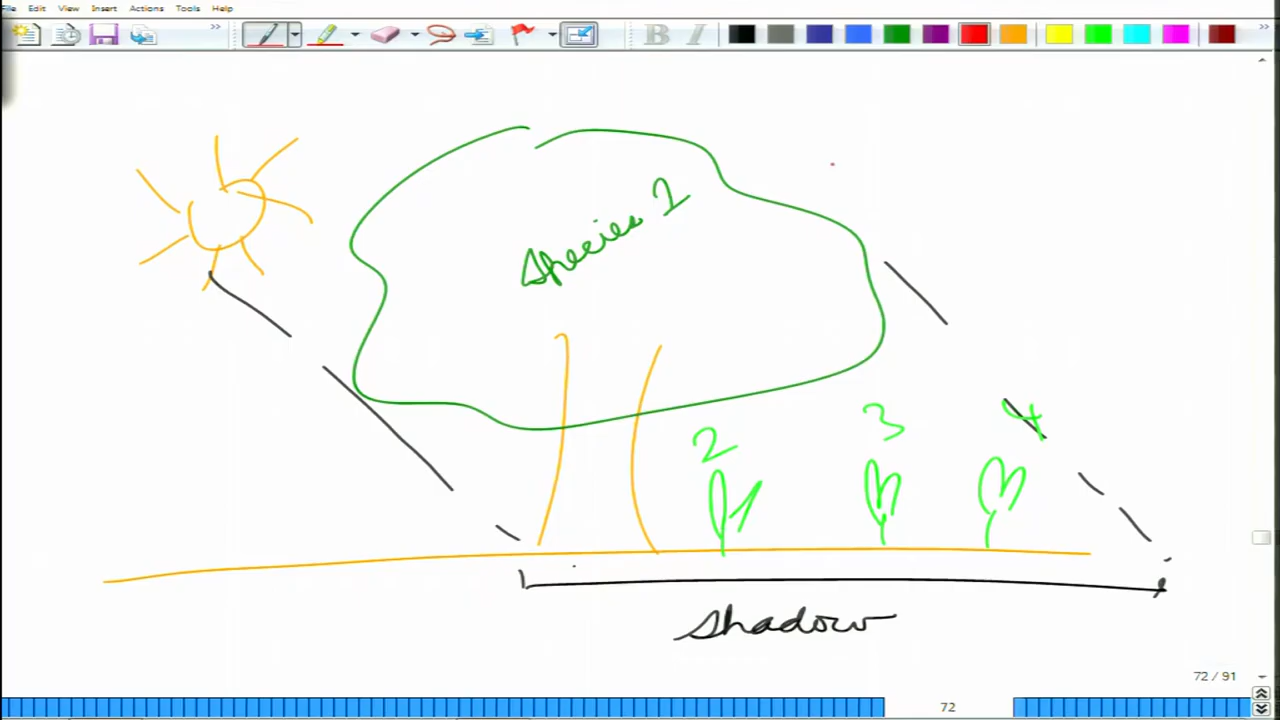 File Edit View Insert Actions Tools Help
B I
Species 1
2 3 4
Shadow
72 / 91
72